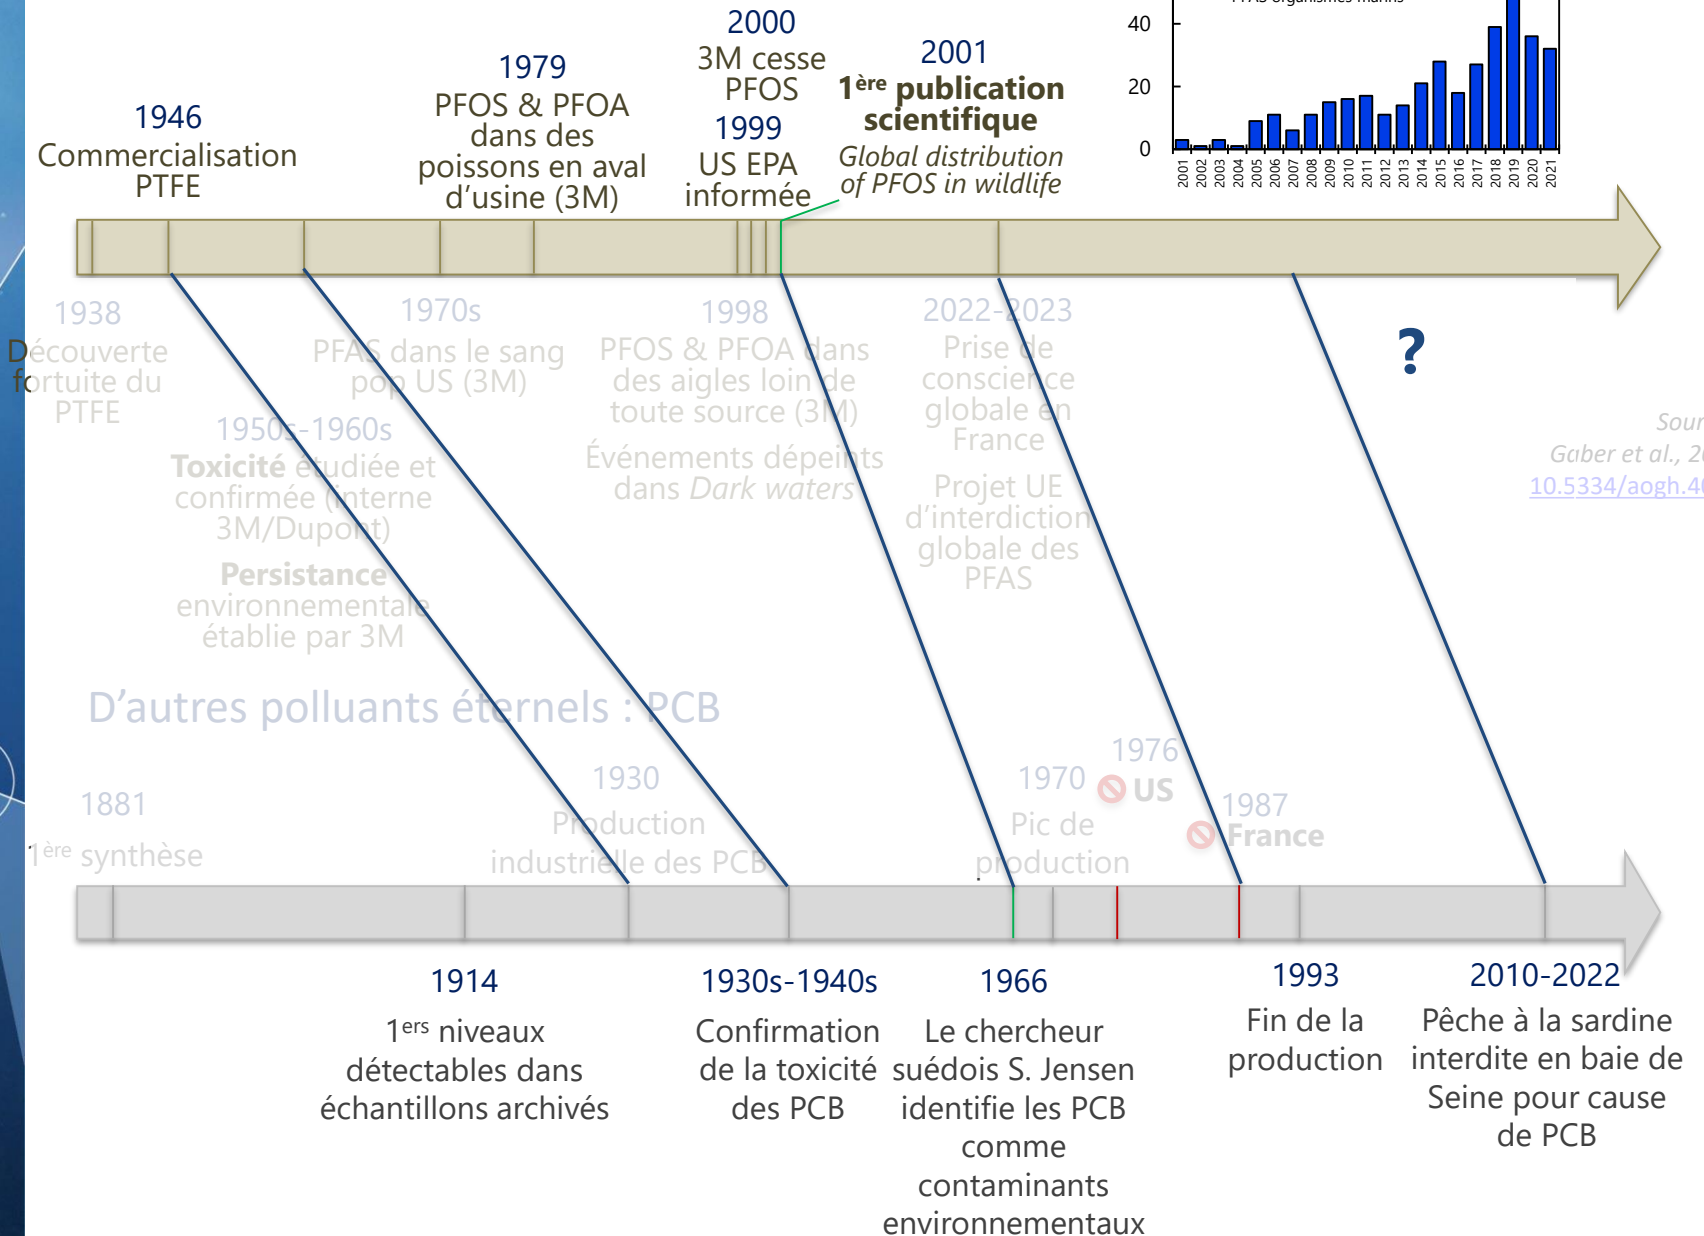 PFAS organismes marins
40
20
0
2001
2002
2003
2004
2005
2006
2007
2008
2009
2010
2011
2012
2013
2014
2015
2016
2017
2018
2019
2020
2021
1946
Commercialisation
PTFE
1979
PFOS & PFOA
dans des
poissons en aval
d’usine (3M)
2000
3M cesse
PFOS
1999
US EPA
informée
2001
1ère publication
scientifique
Global distribution
of PFOS in wildlife
1938
Découverte
fortuite du
PTFE
1950s-1960s
Toxicité étudiée et
confirmée (interne
3M/Dupont)
Persistance
environnementale
établie par 3M
1970s
PFAS dans le sang
pop US (3M)
1998
PFOS & PFOA dans
des aigles loin de
toute source (3M)
Événements dépeints
dans Dark waters
2022-2023
Prise de
conscience
globale en
France
Projet UE
d’interdiction
globale des
PFAS
?
Sour
Gaber et al., 20
10.5334/aogh.40
D’autres polluants éternels : PCB
1881
1ère synthèse
1930
Production
industrielle des PCB
1970
Pic de
production
1976
US
1987
France
1914
1ers niveaux
détectables dans
échantillons archivés
1930s-1940s
Confirmation
de la toxicité
des PCB
1966
Le chercheur
suédois S. Jensen
identifie les PCB
comme
contaminants
environnementaux
1993
Fin de la
production
2010-2022
Pêche à la sardine
interdite en baie de
Seine pour cause
de PCB